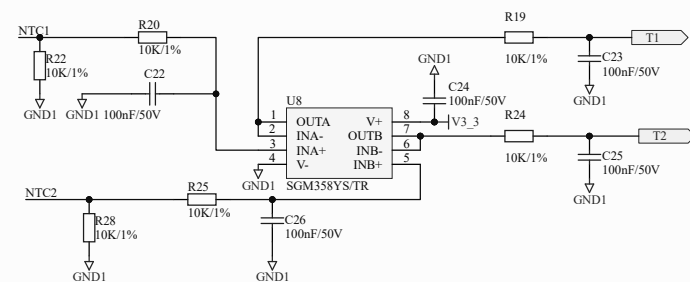 NTC1
R20
10K/1%
R22
10K/1%
GND1
C22
100nF/50V
GND1
R19
10K/1%
T1
C23
100nF/50V
GND1
GND1
C24
100nF/50V
V3_3
U8
1 OUTA V+ 8
2 INA- OUTB 7
3 INA+ INB- 6
4 V- INB+ 5
GND1
SGM358YS/TR
R24
10K/1%
T2
C25
100nF/50V
GND1
NTC2
R25
10K/1%
R28
10K/1%
GND1
C26
100nF/50V
GND1